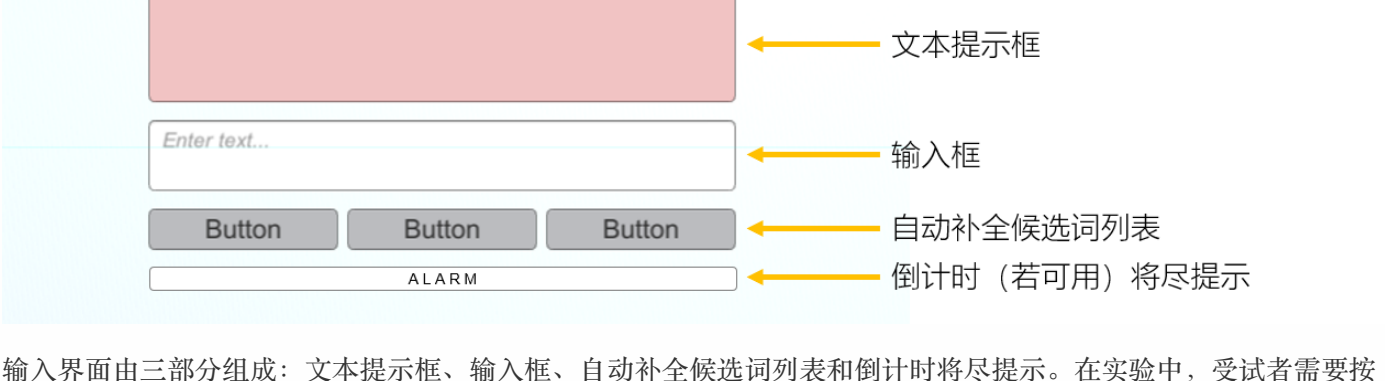 文本提示框
Enter text...
输入框
Button Button Button
自动补全候选词列表
ALARM
倒计时（若可用）将尽提示
输入界面由三部分组成：文本提示框、输入框、自动补全候选词列表和倒计时将尽提示。在实验中，受试者需要按